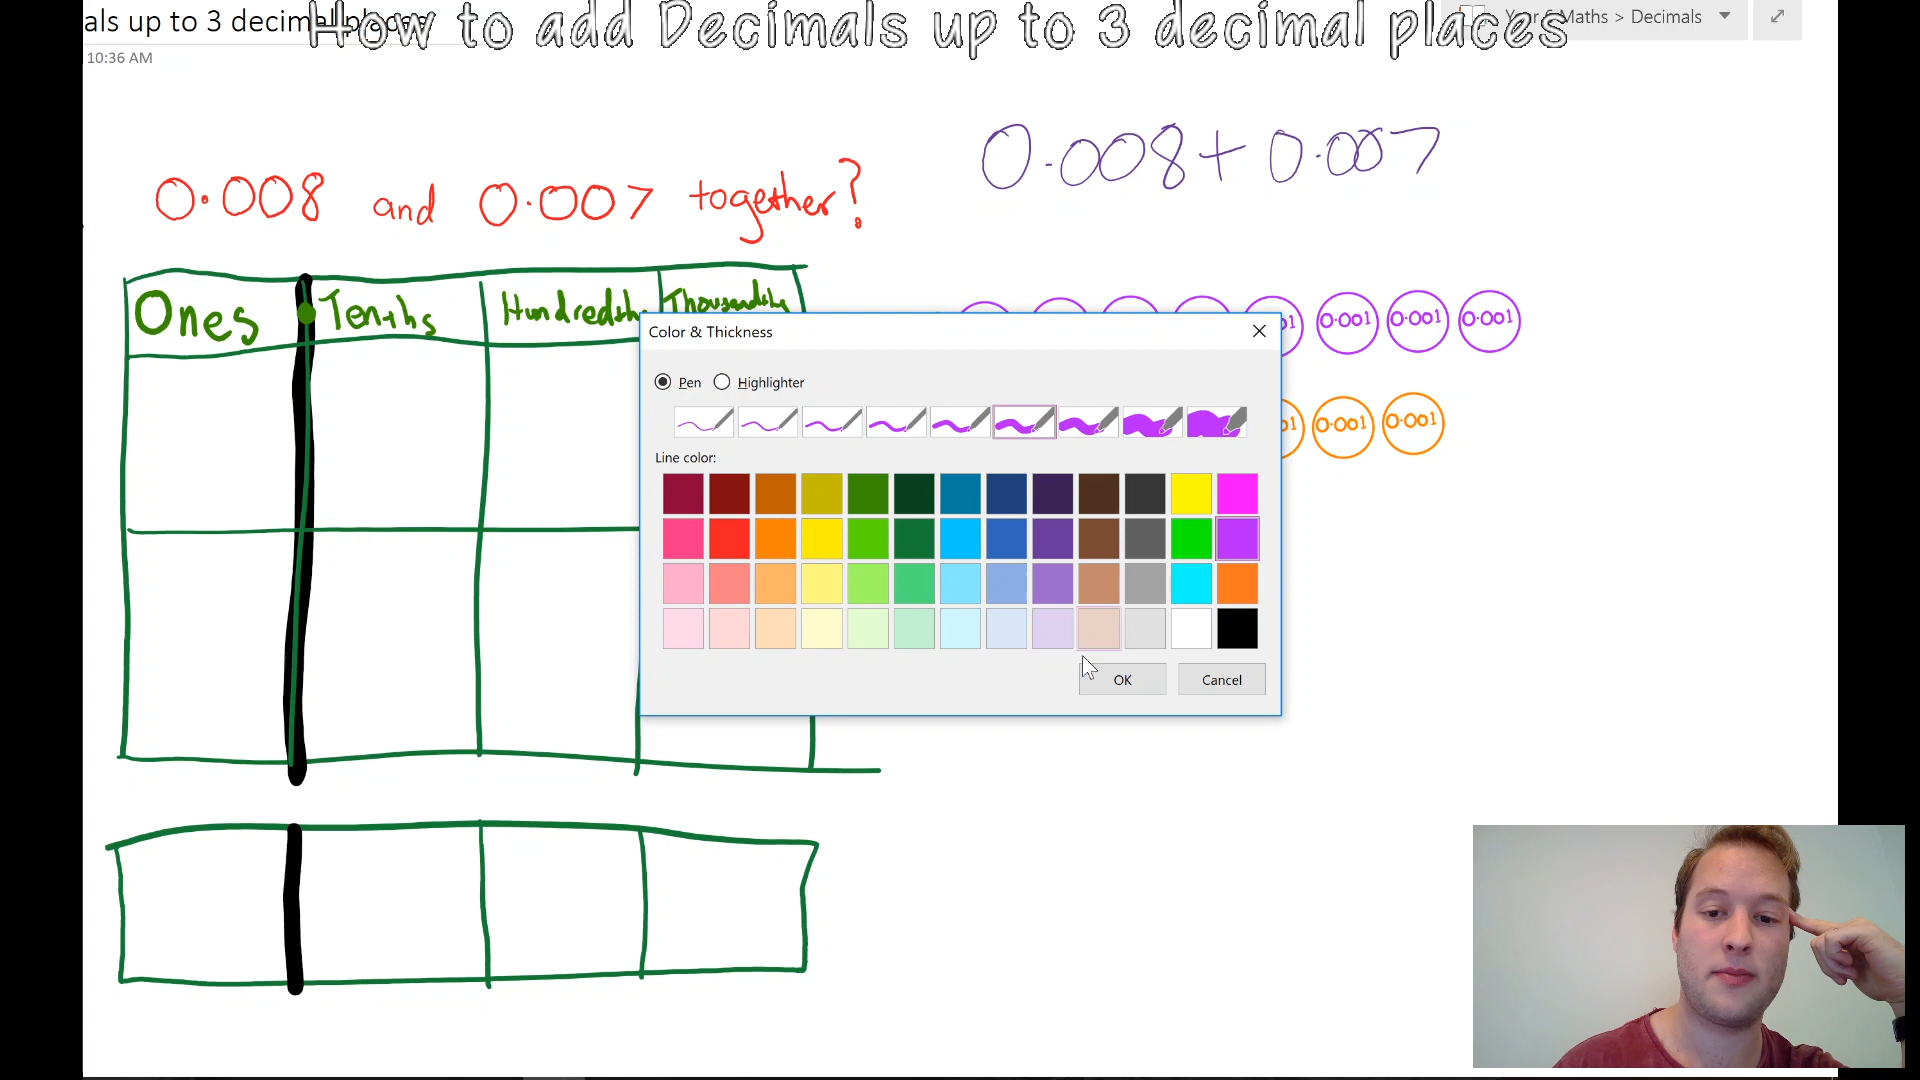 How to add Decimals up to 3 decimal places
als up to 3 decim
Year 6 Maths > Decimals
10:36 AM
0.008 + 0.007
0.008 and 0.007 together?
Ones Tenths Hundredths Thousandths
0.001 0.001 0.001
Color & Thickness
Pen Highlighter
0.001 0.001
Line color:
OK Cancel